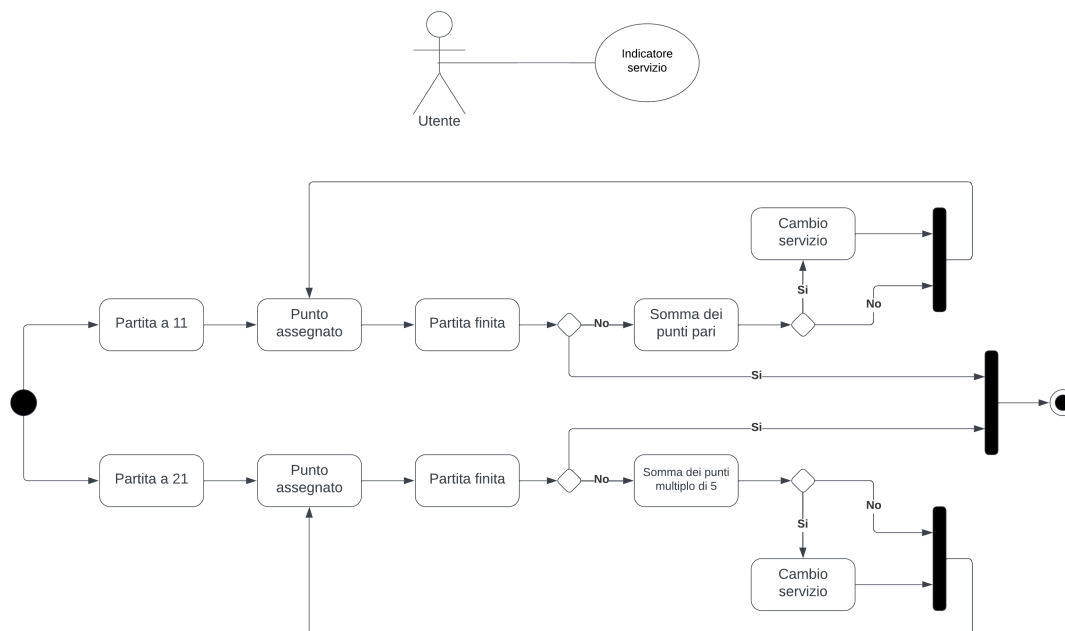 Indicatore
servizio
Utente
Cambio
servizio
Si
No
Partita a 11
Punto
assegnato
Partita finita
No
Somma dei
punti pari
Si
Si
Partita a 21
Punto
assegnato
Partita finita
No
Somma dei punti
multiplo di 5
No
Si
Cambio
servizio